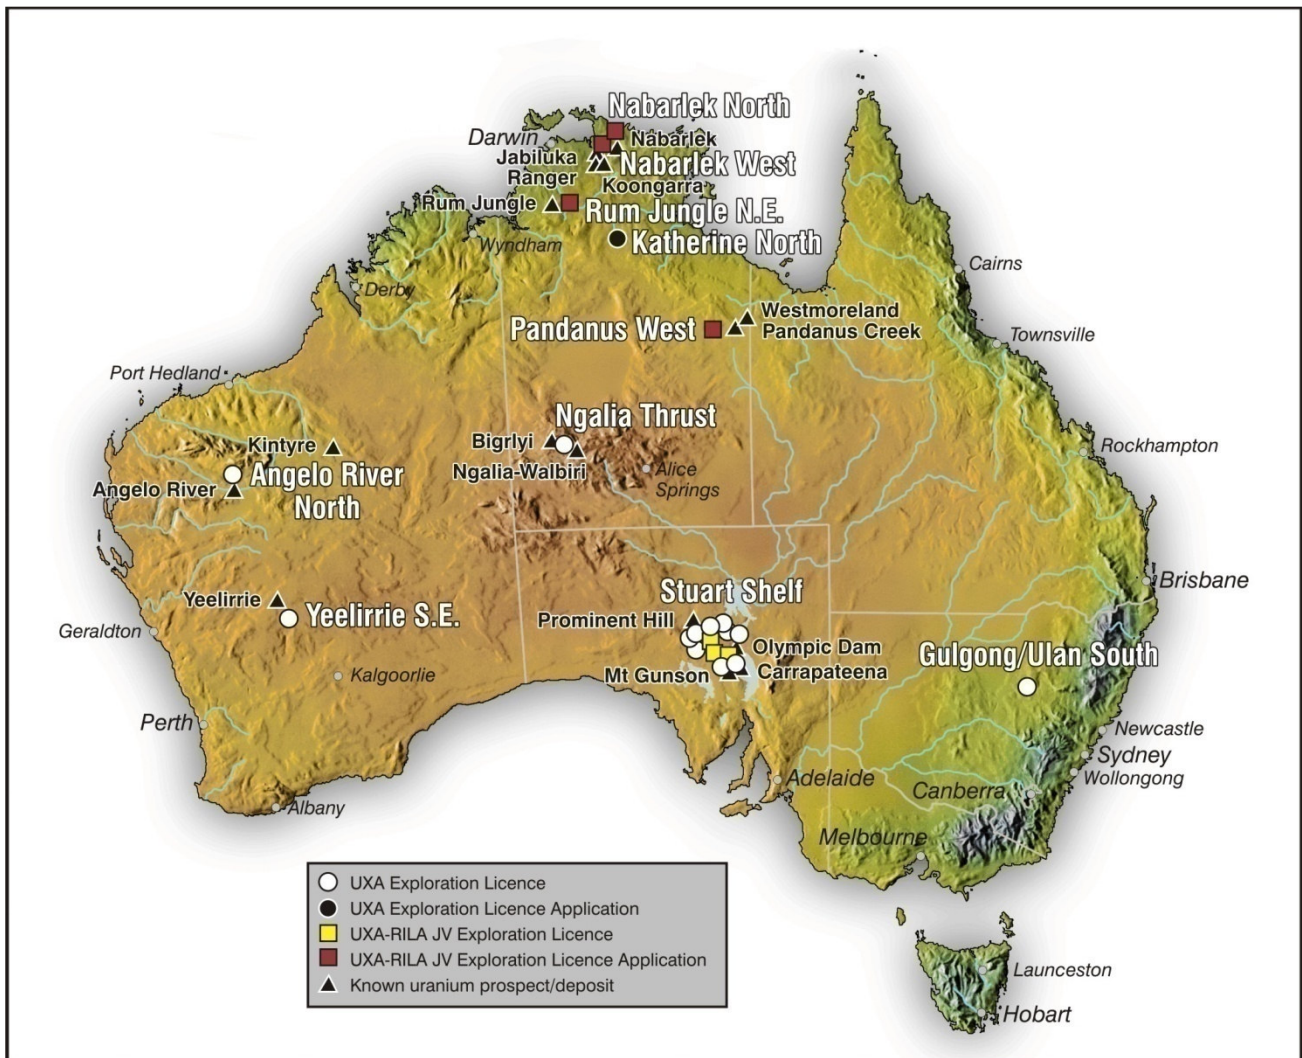 Nabarlek North
Darwin
Nabarlek
Jabiluka
Nabarlek West
Ranger
Koongarra
Rum Jungle
Rum Jungle N.E.
Wyndham
Katherine North
Cairns
Derby
Westmoreland
Pandanus West
Pandanus Creek
Townsville
Port Hedland
Ngalia Thrust
Kintyre
Bigrlyi
Rockhampton
Ngalia-Walbiri
Alice
Springs
Angelo River
North
Angelo River
Brisbane
Stuart Shelf
Yeelirrie
Yeelirrie S.E.
Prominent Hill
Geraldton
Olympic Dam
Gulgong/Ulan South
Mt Gunson
Carrapateena
Kalgoorlie
Perth
Newcastle
Sydney
Adelaide
Wollongong
Canberra
Albany
Melbourne
UXA Exploration Licence
UXA Exploration Licence Application
UXA-RILA JV Exploration Licence
UXA-RILA JV Exploration Licence Application
Known uranium prospect/deposit
Launceston
Hobart